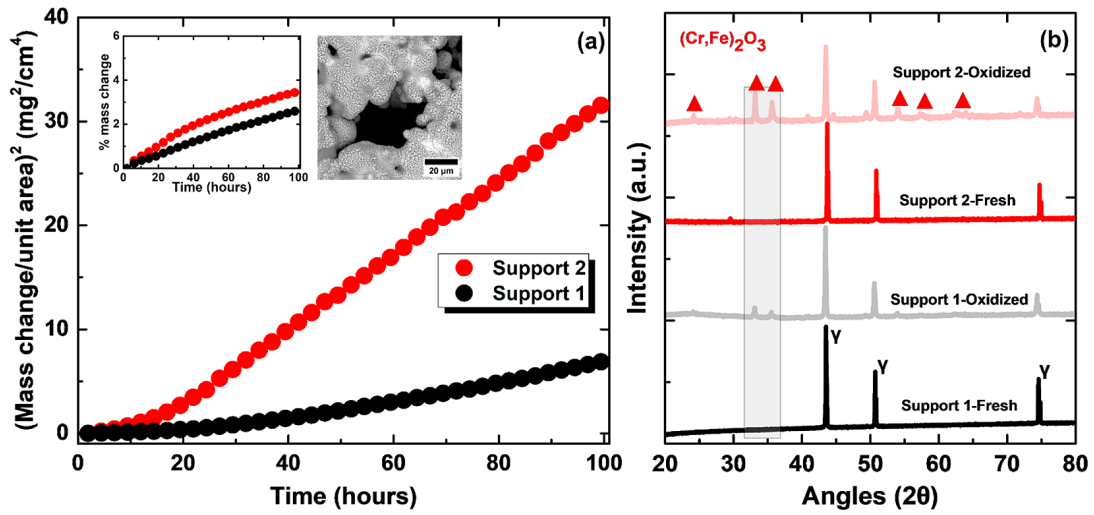 (a)
(Mass change/unit area)² (mg²/cm⁴)
40
30
20
10
0
0
20
40
60
80
100
Time (hours)
% mass change
6
4
2
0
0
20
40
60
80
100
Time (hours)
20 µm
Support 2
Support 1
(b)
(Cr,Fe)₂O₃
Support 2-Oxidized
Support 2-Fresh
Support 1-Oxidized
γ
γ
γ
Support 1-Fresh
Intensity (a.u.)
20
30
40
50
60
70
80
Angles (2θ)